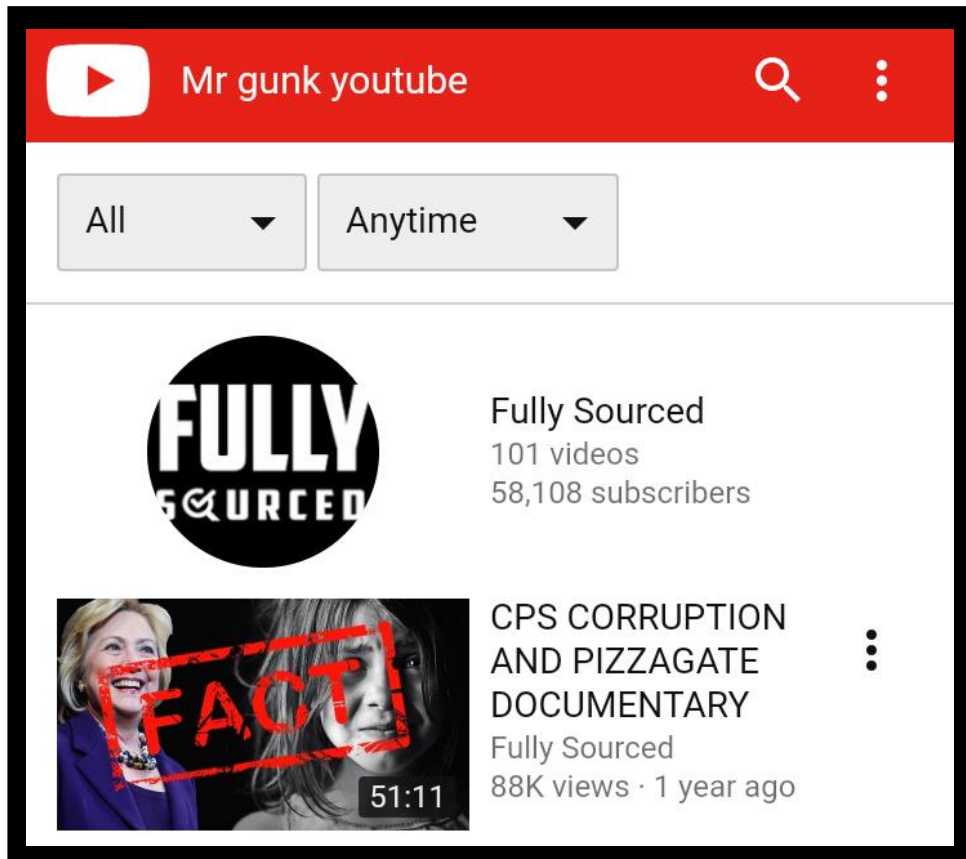 Mr gunk youtube
All
Anytime
FULLY
SOURCED
Fully Sourced
101 videos
58,108 subscribers
FACT
51:11
CPS CORRUPTION
AND PIZZAGATE
DOCUMENTARY
Fully Sourced
88K views · 1 year ago